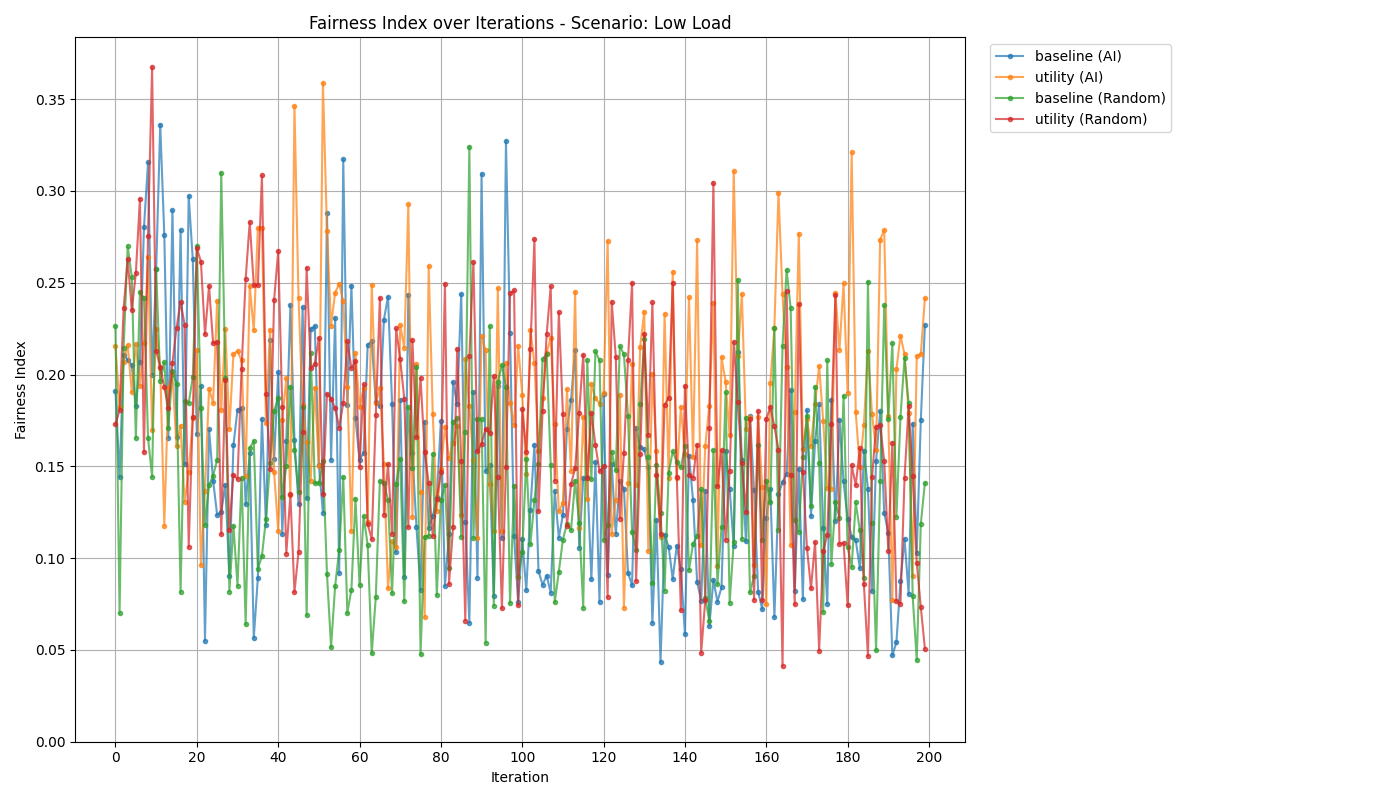 Fairness Index over Iterations - Scenario: Low Load
baseline (AI)
utility (AI)
baseline (Random)
utility (Random)
Fairness Index
0.35
0.30
0.25
0.20
0.15
0.10
0.05
0.00
0 20 40 60 80 100 120 140 160 180 200
Iteration